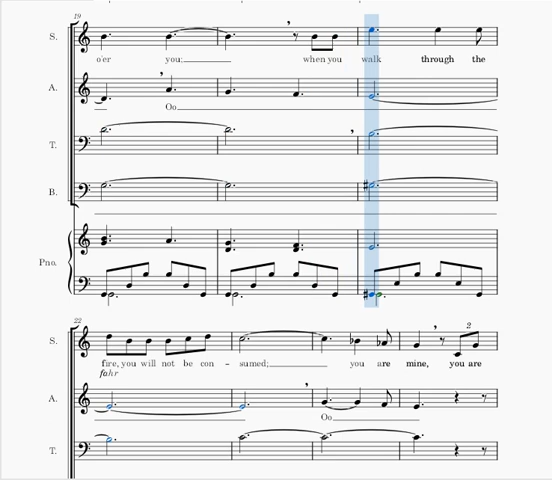 19
S.
o'er you; when you walk through the
A.
Oo
T.
B.
Pno.
22
2
S.
fire, you will not be con - sumed; you are mine, you are
fahr
A.
Oo
T.